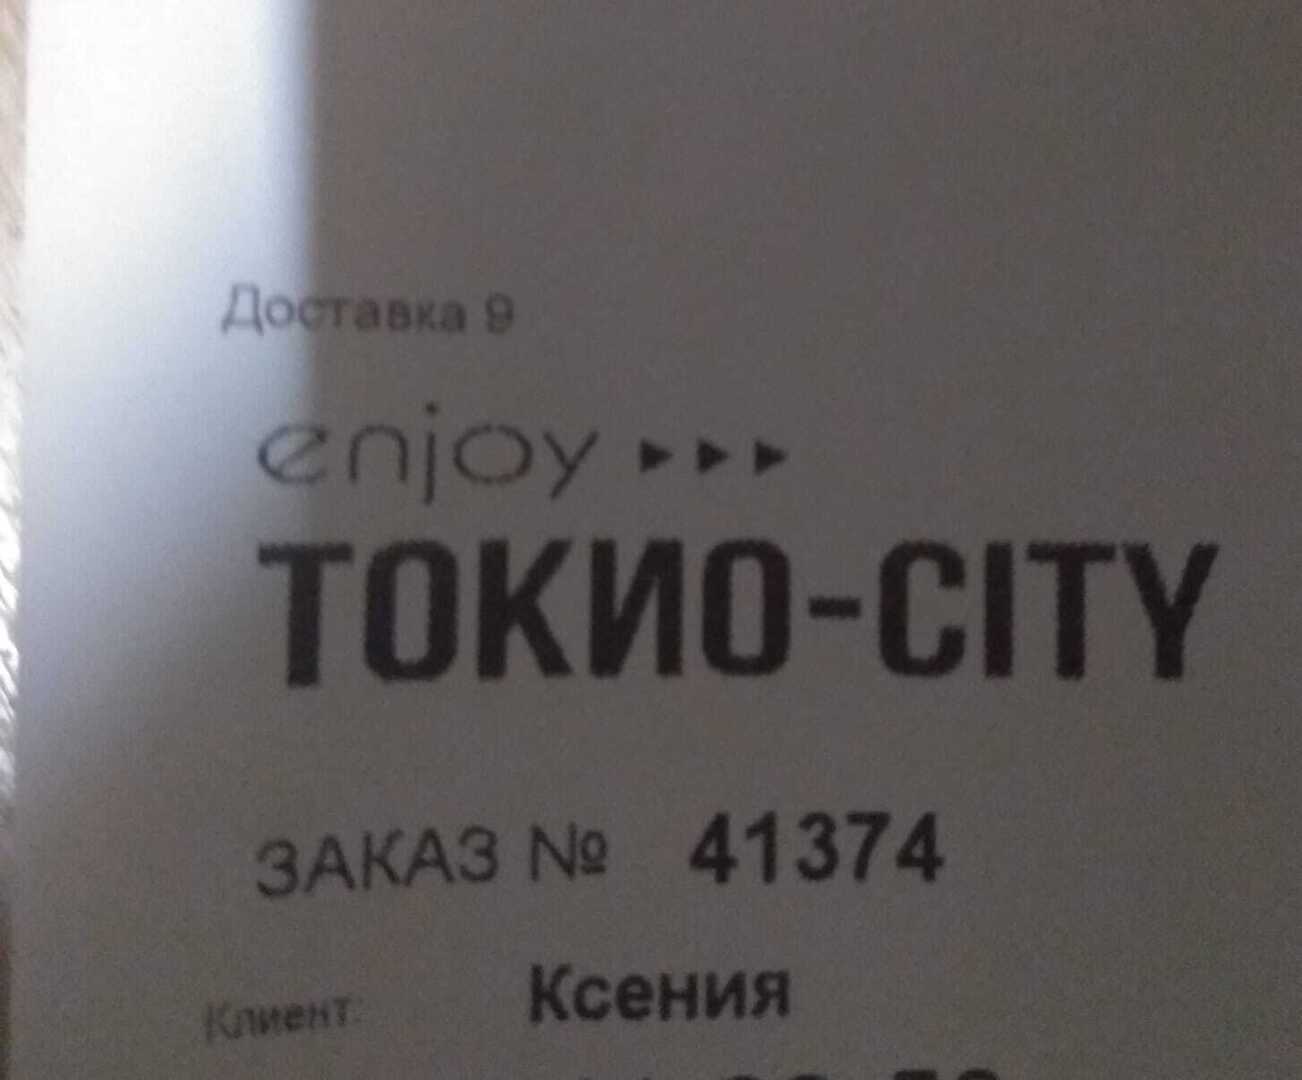 Доставка 9
enjoy ►►►
ТОКИО-CITY
ЗАКАЗ № 41374
Клиент: Ксения